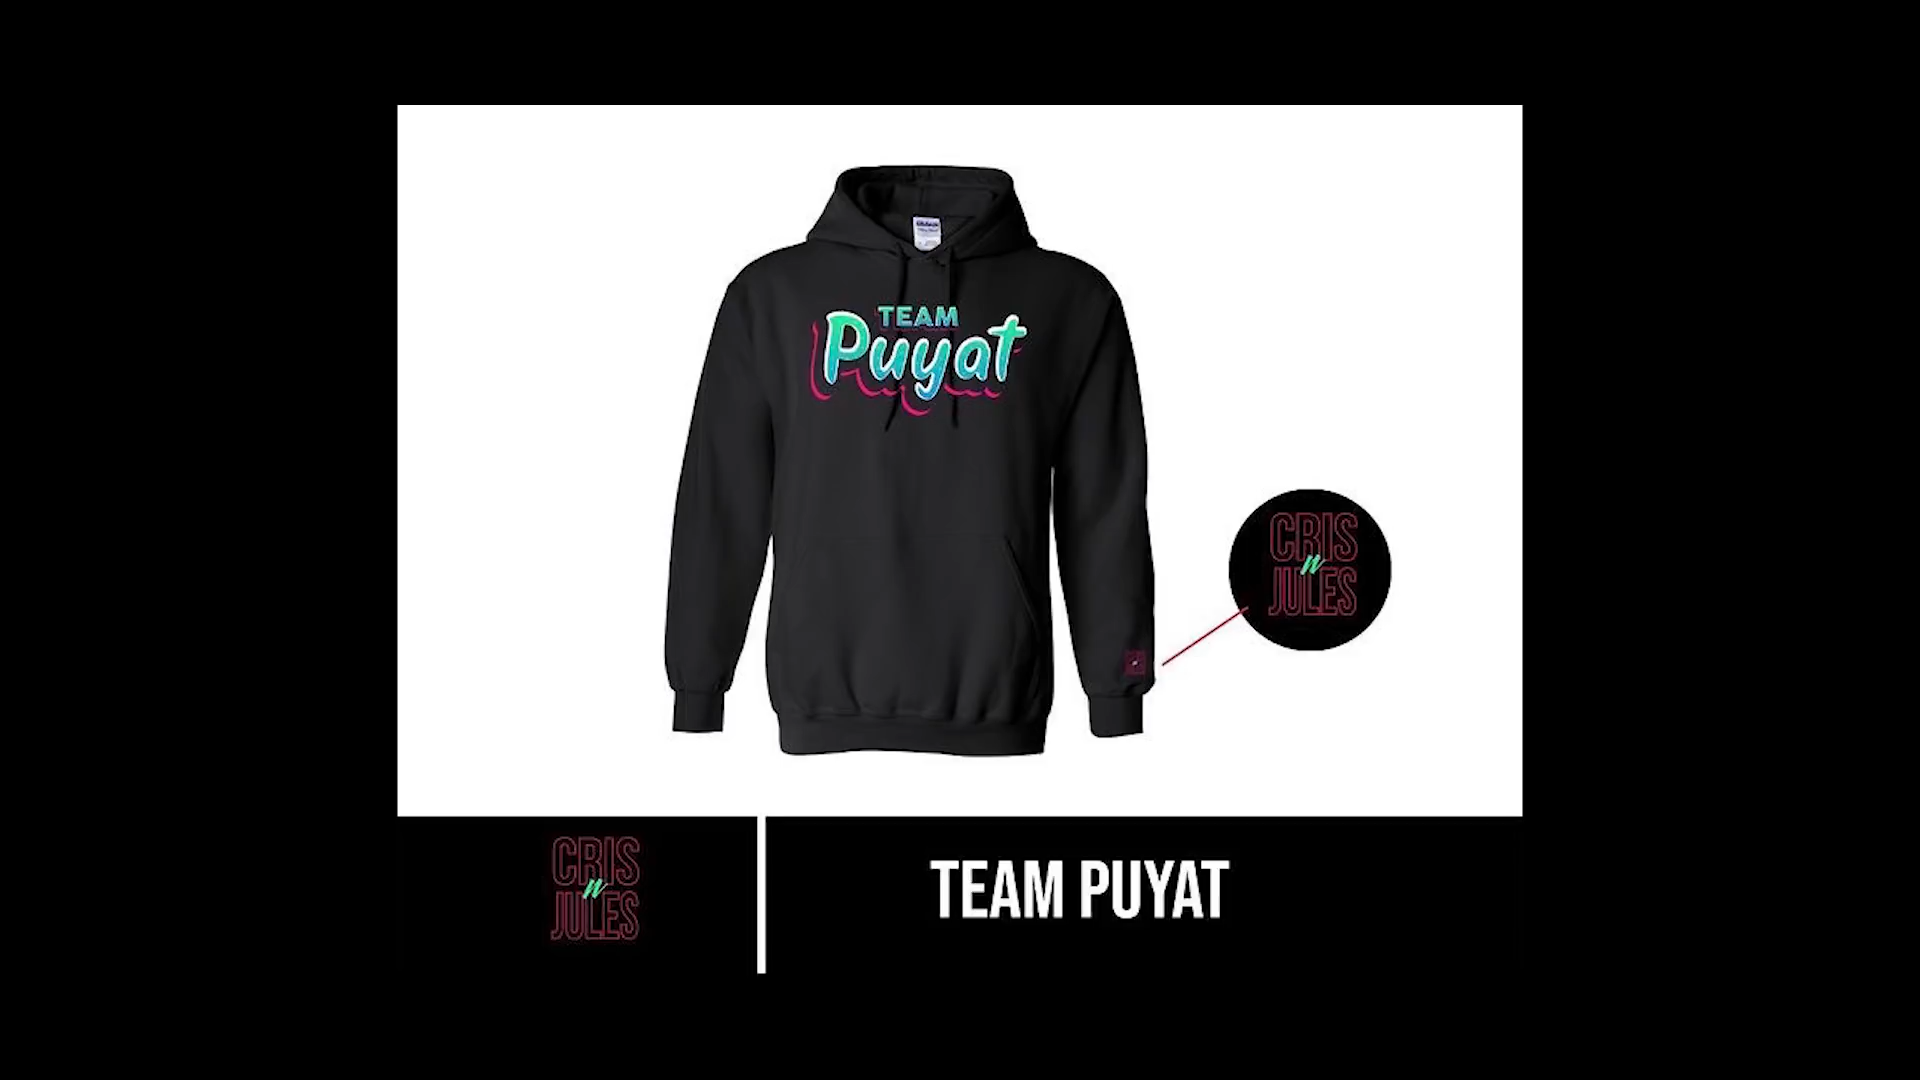 TEAM
Puyat
CRIS
n
JULES
CRIS
n
JULES
TEAM PUYAT